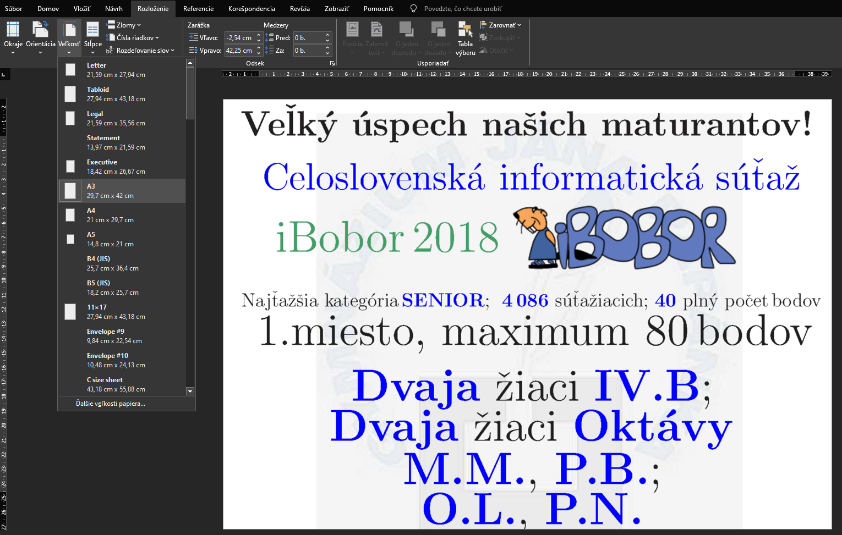 Súbor Domov Vložiť Návrh Rozloženie Referencie Korešpondencia Revízia Zobraziť Pomocník Povedzte, čo chcete urobiť
Okraje Orientácia Veľkosť Stĺpce
Zlomy
Čísla riadkov
Rozdeľovanie slov
Zarážka Medzery
Vľavo: -2,54 cm Pred: 0 b.
Vpravo: 42,25 cm Za: 0 b.
Odsek
Tabla výberu
Zarovnať
Usporiadať
Letter
21,59 cm x 27,94 cm
Tabloid
27,94 cm x 43,18 cm
Legal
21,59 cm x 35,56 cm
Statement
13,97 cm x 21,59 cm
Executive
18,42 cm x 26,67 cm
A3
29,7 cm x 42 cm
A4
21 cm x 29,7 cm
A5
14,8 cm x 21 cm
B4 (JIS)
25,7 cm x 36,4 cm
B5 (JIS)
18,2 cm x 25,7 cm
11×17
27,94 cm x 43,18 cm
Envelope #9
9,84 cm x 22,54 cm
Envelope #10
10,48 cm x 24,13 cm
C size sheet
43,18 cm x 55,88 cm
Ďalšie veľkosti papiera...
Veľký úspech našich maturantov!
Celoslovenská informatická súťaž
iBobor 2018 iBOBOR
Najťažšia kategória SENIOR; 4 086 súťažiacich; 40 plný počet bodov
1.miesto, maximum 80 bodov
Dvaja žiaci IV.B;
Dvaja žiaci Oktávy
M.M., P.B.;
O.L., P.N.